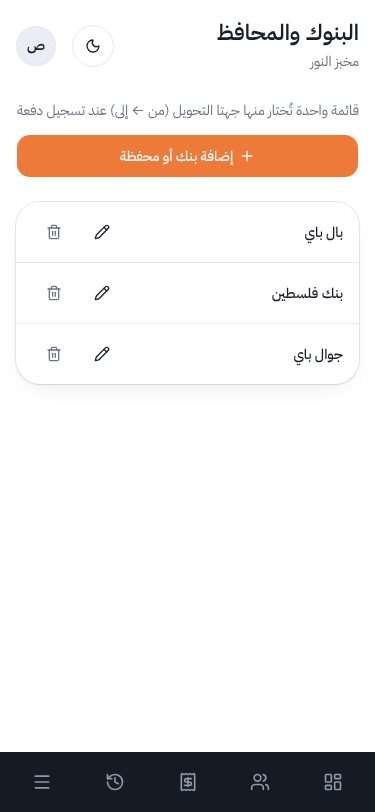 البنوك والمحافظ
مخبز النور
ص
قائمة واحدة تُختار منها جهتا التحويل (من ← إلى) عند تسجيل دفعة
+ إضافة بنك أو محفظة
بال باي
بنك فلسطين
جوال باي